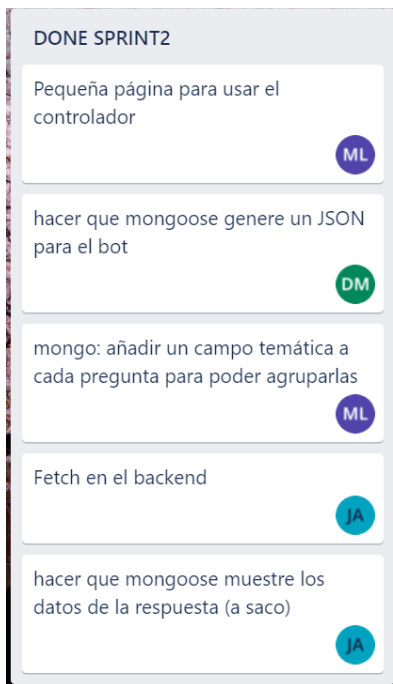 DONE SPRINT2
Pequeña página para usar el
controlador
ML
hacer que mongoose genere un JSON
para el bot
DM
mongo: añadir un campo temática a
cada pregunta para poder agruparlas
ML
Fetch en el backend
JA
hacer que mongoose muestre los
datos de la respuesta (a saco)
JA